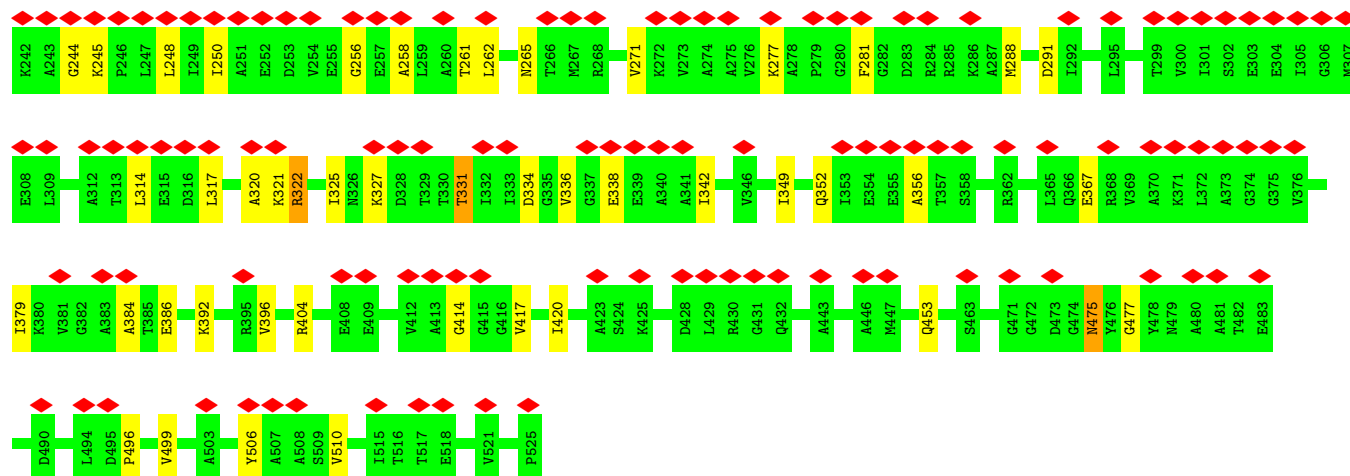 K242 A243 G244 K245 P246 L247 L248 I249 I250 A251 E252 D253 V254 E255 G256 E257 A258 L259 A260 T261 L262 N265 T266 M267 R268 V271 K272 V273 A274 A275 V276 K277 A278 P279 G280 F281 G282 D283 R284 R285 K286 A287 M288 D291 I292 L295 T299 V300 I301 S302 E303 E304 I305 G306 M307
E308 L309 A312 T313 L314 E315 D316 L317 A320 K321 R322 I325 N326 K327 D328 T329 T330 T331 I332 I333 D334 G335 V336 G337 E338 E339 A340 A341 I342 V346 I349 Q352 I353 E354 E355 A356 T357 S358 R362 L365 Q366 E367 R368 V369 A370 K371 L372 A373 G374 G375 V376
I379 K380 V381 G382 A383 A384 T385 E386 K392 R395 V396 R404 E408 E409 V412 A413 G414 G415 G416 V417 I420 A423 S424 K425 D428 L429 R430 G431 Q432 A443 A446 M447 Q453 S463 G471 G472 D473 G474 N475 Y476 G477 Y478 N479 A480 A481 T482 E483
D490 L494 D495 P496 V499 A503 Y506 A507 A508 S509 V510 I515 T516 T517 E518 V521 P525